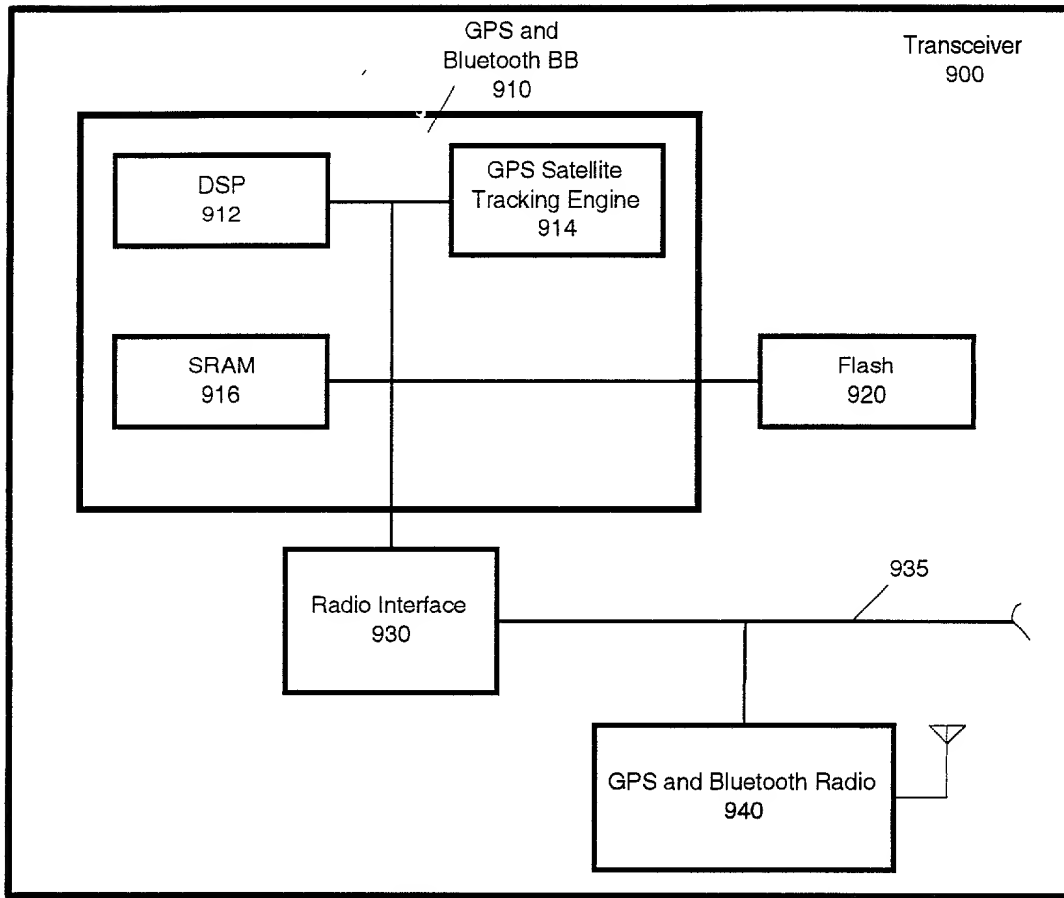 GPS and
Bluetooth BB
910
Transceiver
900
DSP
912
GPS Satellite
Tracking Engine
914
SRAM
916
Flash
920
Radio Interface
930
935
GPS and Bluetooth Radio
940